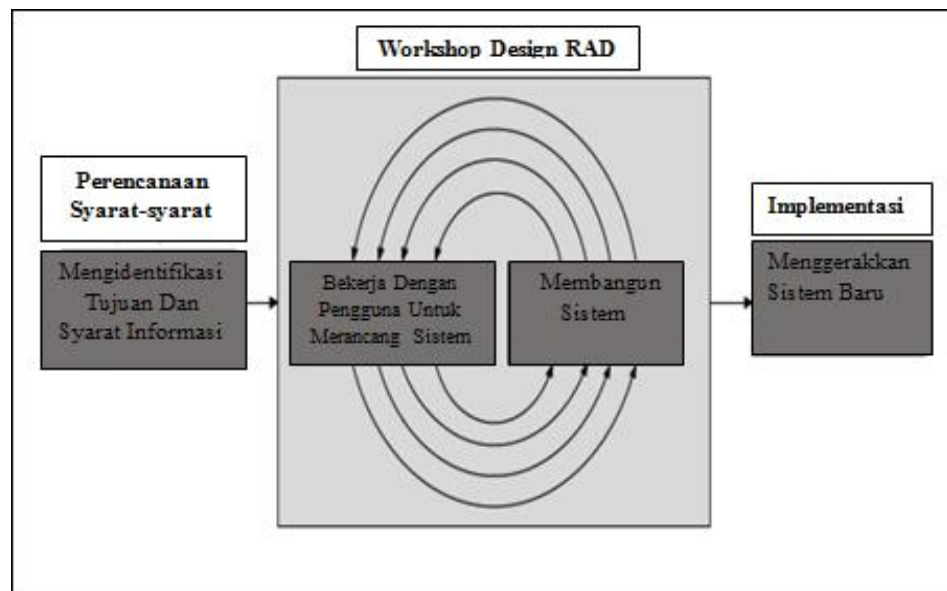 Workshop Design RAD
Perencanaan
Syarat-syarat
Mengidentifikasi
Tujuan Dan
Syarat Informasi
Bekerja Dengan
Pengguna Untuk
Merancang Sistem
Membangun
Sistem
Implementasi
Menggerakkan
Sistem Baru